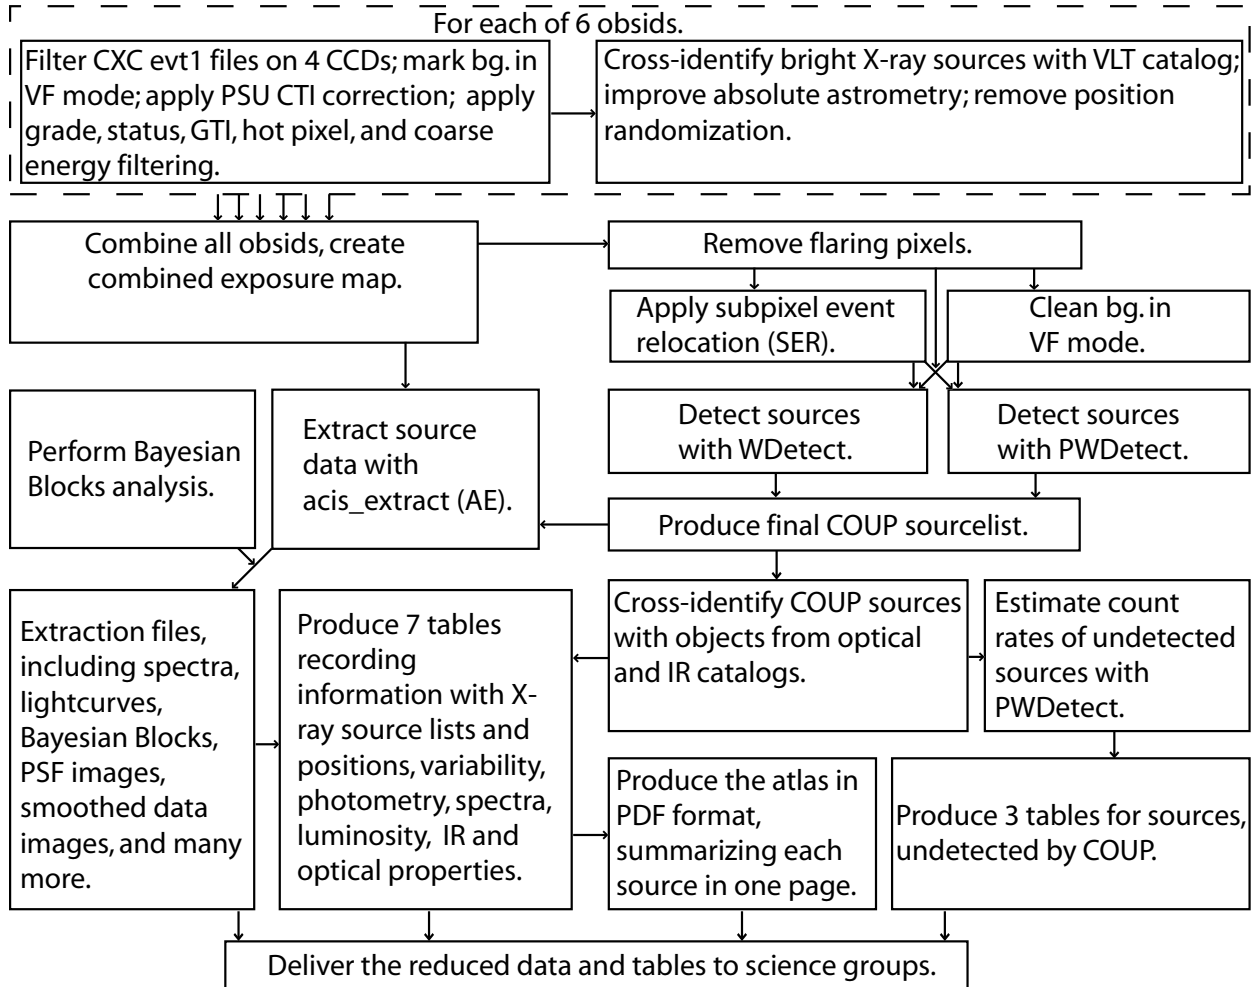 For each of 6 obsids.
Filter CXC evt1 files on 4 CCDs; mark bg. in
VF mode; apply PSU CTI correction; apply
grade, status, GTI, hot pixel, and coarse
energy filtering.
Cross-identify bright X-ray sources with VLT catalog;
improve absolute astrometry; remove position
randomization.
Combine all obsids, create
combined exposure map.
Remove flaring pixels.
Apply subpixel event
relocation (SER).
Clean bg. in
VF mode.
Detect sources
with WDetect.
Detect sources
with PWDetect.
Perform Bayesian
Blocks analysis.
Extract source
data with
acis_extract (AE).
Produce final COUP sourcelist.
Extraction files,
including spectra,
lightcurves,
Bayesian Blocks,
PSF images,
smoothed data
images, and many
more.
Produce 7 tables
recording
information with X-
ray source lists and
positions, variability,
photometry, spectra,
luminosity, IR and
optical properties.
Cross-identify COUP sources
with objects from optical
and IR catalogs.
Estimate count
rates of undetected
sources with
PWDetect.
Produce the atlas in
PDF format,
summarizing each
source in one page.
Produce 3 tables for sources,
undetected by COUP.
Deliver the reduced data and tables to science groups.